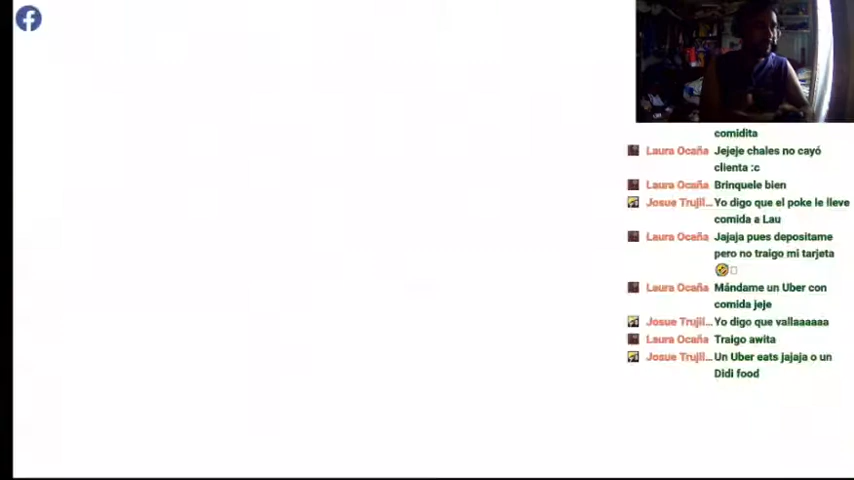 comidita
Laura Ocaña Jejeje chales no cayó
clienta :c
Laura Ocaña Brínquele bien
Josue Trujil... Yo digo que el poke le lleve
comida a Lau
Laura Ocaña Jajaja pues depositame
pero no traigo mi tarjeta
🤣
Laura Ocaña Mándame un Uber con
comida jeje
Josue Trujil... Yo digo que vallaaaaaa
Laura Ocaña Traigo awita
Josue Trujil... Un Uber eats jajaja o un
Didi food